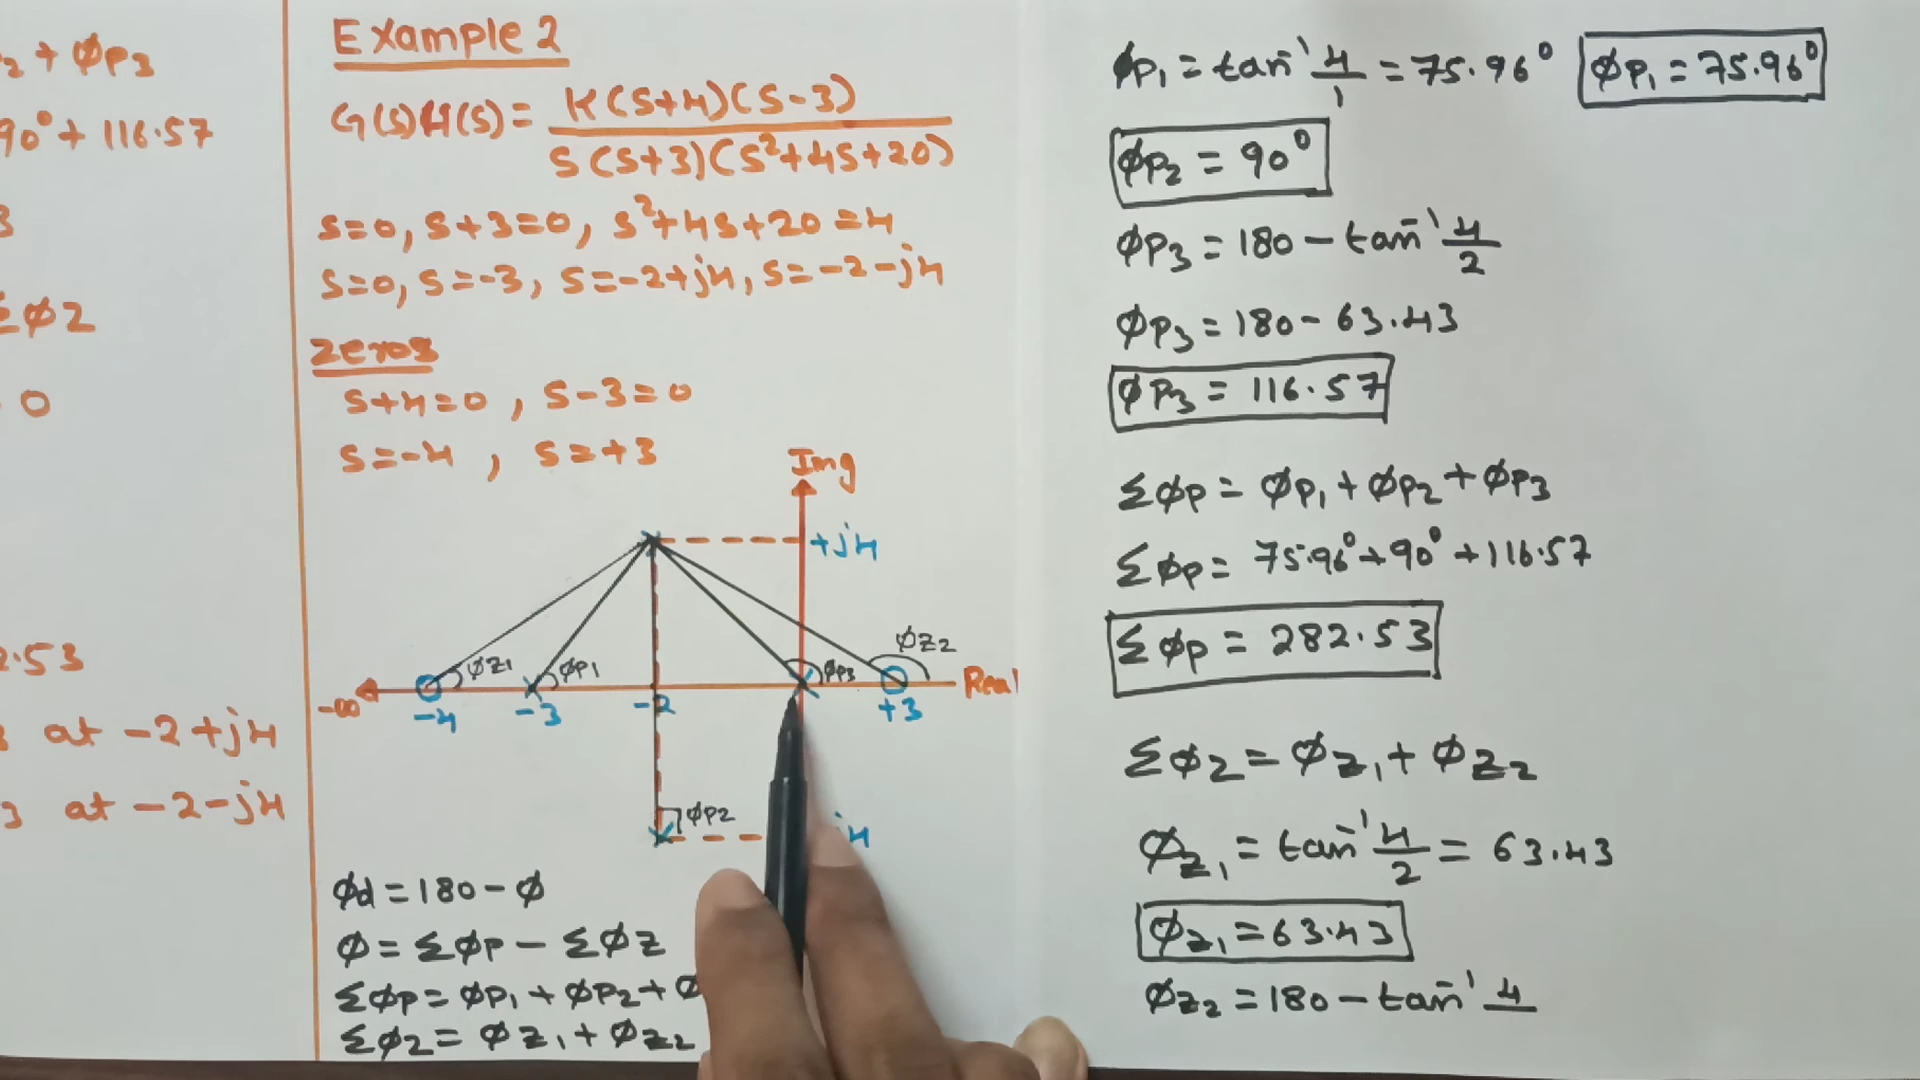 2 + φP3
90° + 116.57
3
Σφz
= 0
2.53
3 at -2+j4
3 at -2-j4
Example 2
G(s)H(s) = K(s+4)(s-3)
s(s+3)(s²+4s+20)
s=0, s+3=0, s²+4s+20=4
s=0, s=-3, s=-2+j4, s=-2-j4
zeros
s+4=0 , s-3=0
s=-4 , s=+3
Img
+j4
φz1 φP1 φP3 φz2
-∞ Real
-4 -3 -2 +3
φP2
j4
φd = 180 - φ
φ = Σφp - Σφz
Σφp = φp1 + φp2 + φ
Σφz = φz1 + φz2
φp1 = tan⁻¹ 4/1 = 75.96° φp1 = 75.96°
φp2 = 90°
φp3 = 180 - tan⁻¹ 4/2
φp3 = 180 - 63.43
φp3 = 116.57
Σφp = φp1 + φp2 + φp3
Σφp = 75.96° + 90° + 116.57
Σφp = 282.53
Σφz = φz1 + φz2
φz1 = tan⁻¹ 4/2 = 63.43
φz1 = 63.43
φz2 = 180 - tan⁻¹ 4